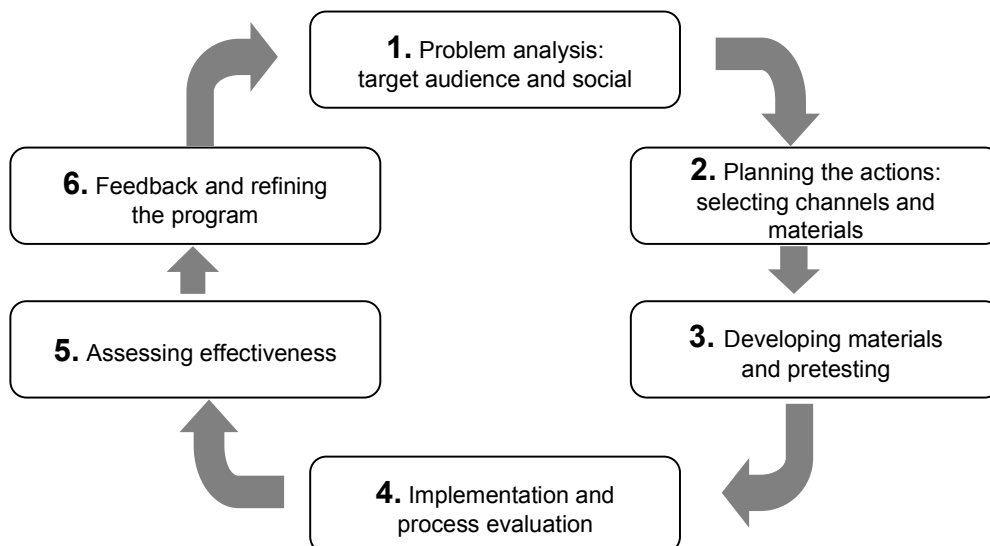 1. Problem analysis:
target audience and social
2. Planning the actions:
selecting channels and
materials
3. Developing materials
and pretesting
4. Implementation and
process evaluation
5. Assessing effectiveness
6. Feedback and refining
the program